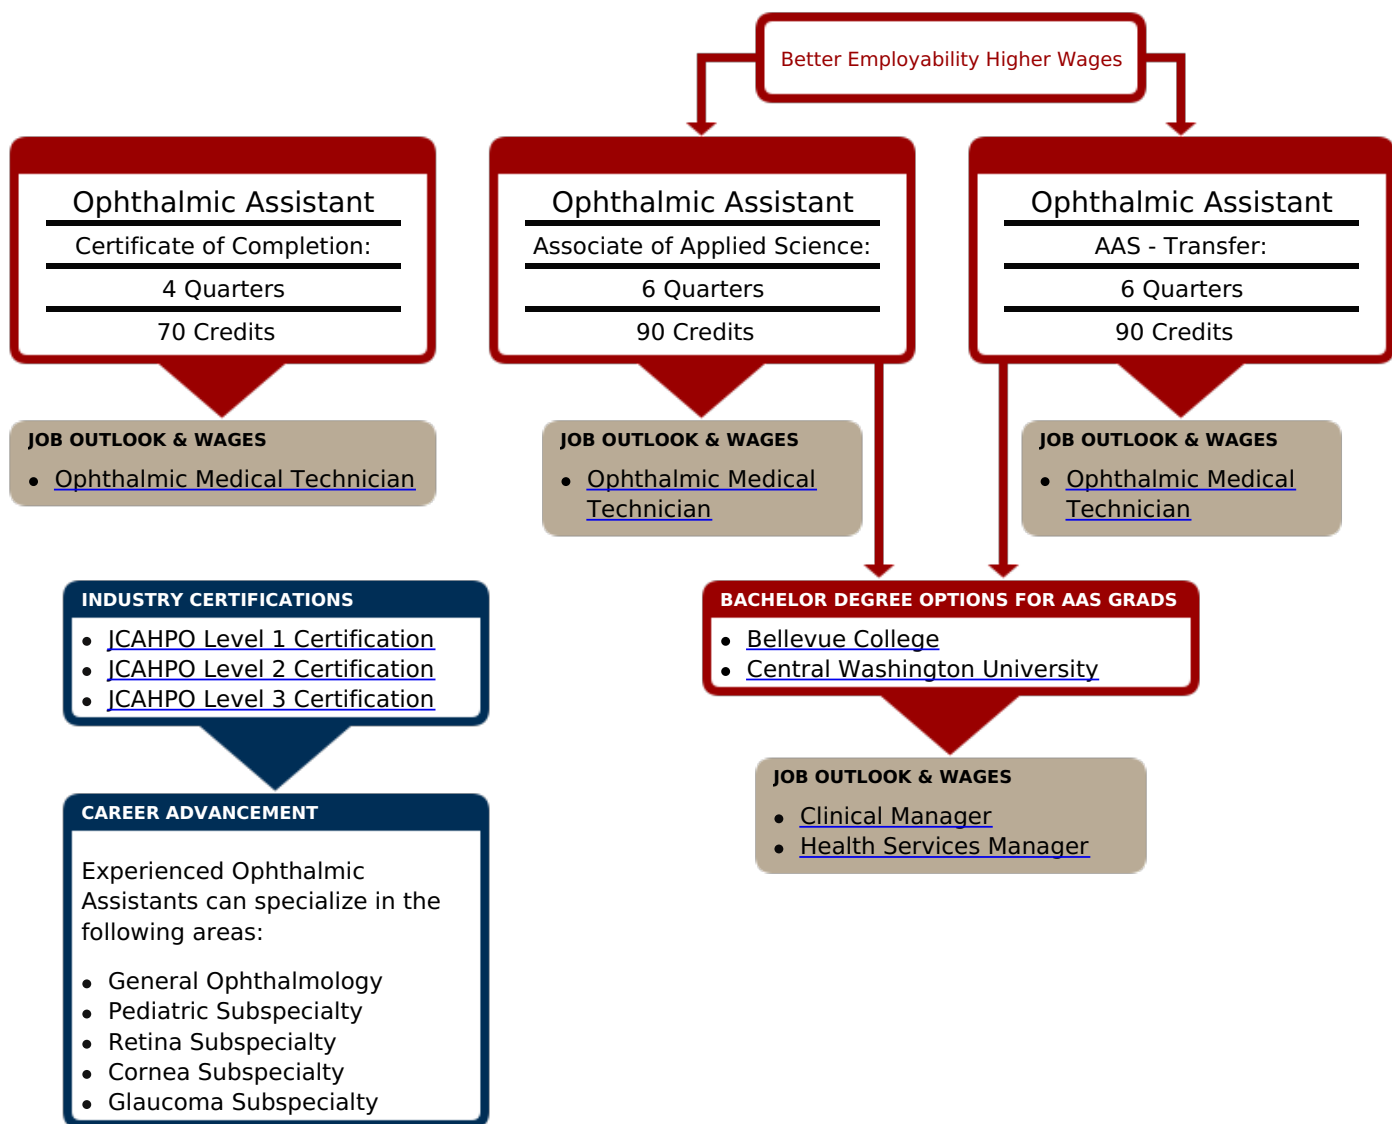 Better Employability Higher Wages
Ophthalmic Assistant
Certificate of Completion:
4 Quarters
70 Credits
Ophthalmic Assistant
Associate of Applied Science:
6 Quarters
90 Credits
Ophthalmic Assistant
AAS - Transfer:
6 Quarters
90 Credits
JOB OUTLOOK & WAGES
Ophthalmic Medical Technician
JOB OUTLOOK & WAGES
Ophthalmic Medical
Technician
JOB OUTLOOK & WAGES
Ophthalmic Medical
Technician
INDUSTRY CERTIFICATIONS
JCAHPO Level 1 Certification
JCAHPO Level 2 Certification
JCAHPO Level 3 Certification
BACHELOR DEGREE OPTIONS FOR AAS GRADS
Bellevue College
Central Washington University
JOB OUTLOOK & WAGES
Clinical Manager
Health Services Manager
CAREER ADVANCEMENT
Experienced Ophthalmic
Assistants can specialize in the
following areas:
General Ophthalmology
Pediatric Subspecialty
Retina Subspecialty
Cornea Subspecialty
Glaucoma Subspecialty